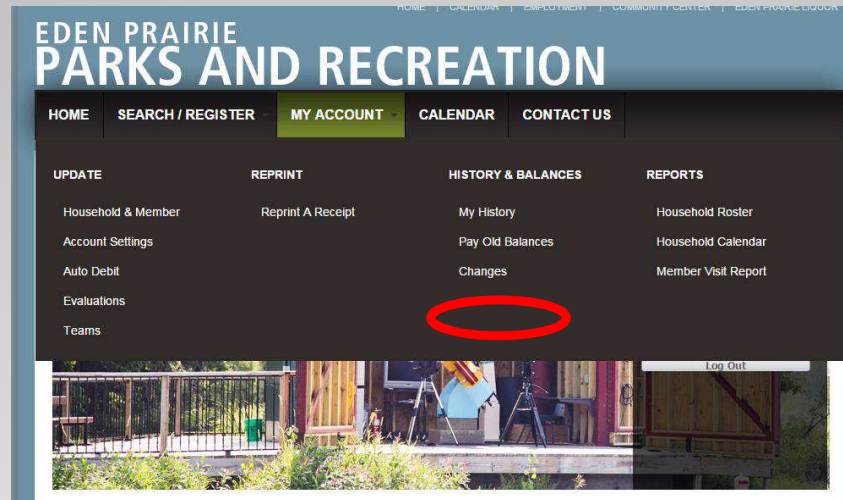 HOME | CALENDAR | EMPLOYMENT | COMMUNITY CENTER | EDEN PRAIRIE LIQUOR
EDEN PRAIRIE
PARKS AND RECREATION
HOME SEARCH / REGISTER MY ACCOUNT CALENDAR CONTACT US
UPDATE REPRINT HISTORY & BALANCES REPORTS
Household & Member Reprint A Receipt My History Household Roster
Account Settings Pay Old Balances Household Calendar
Auto Debit Changes Member Visit Report
Evaluations
Teams
Log Out